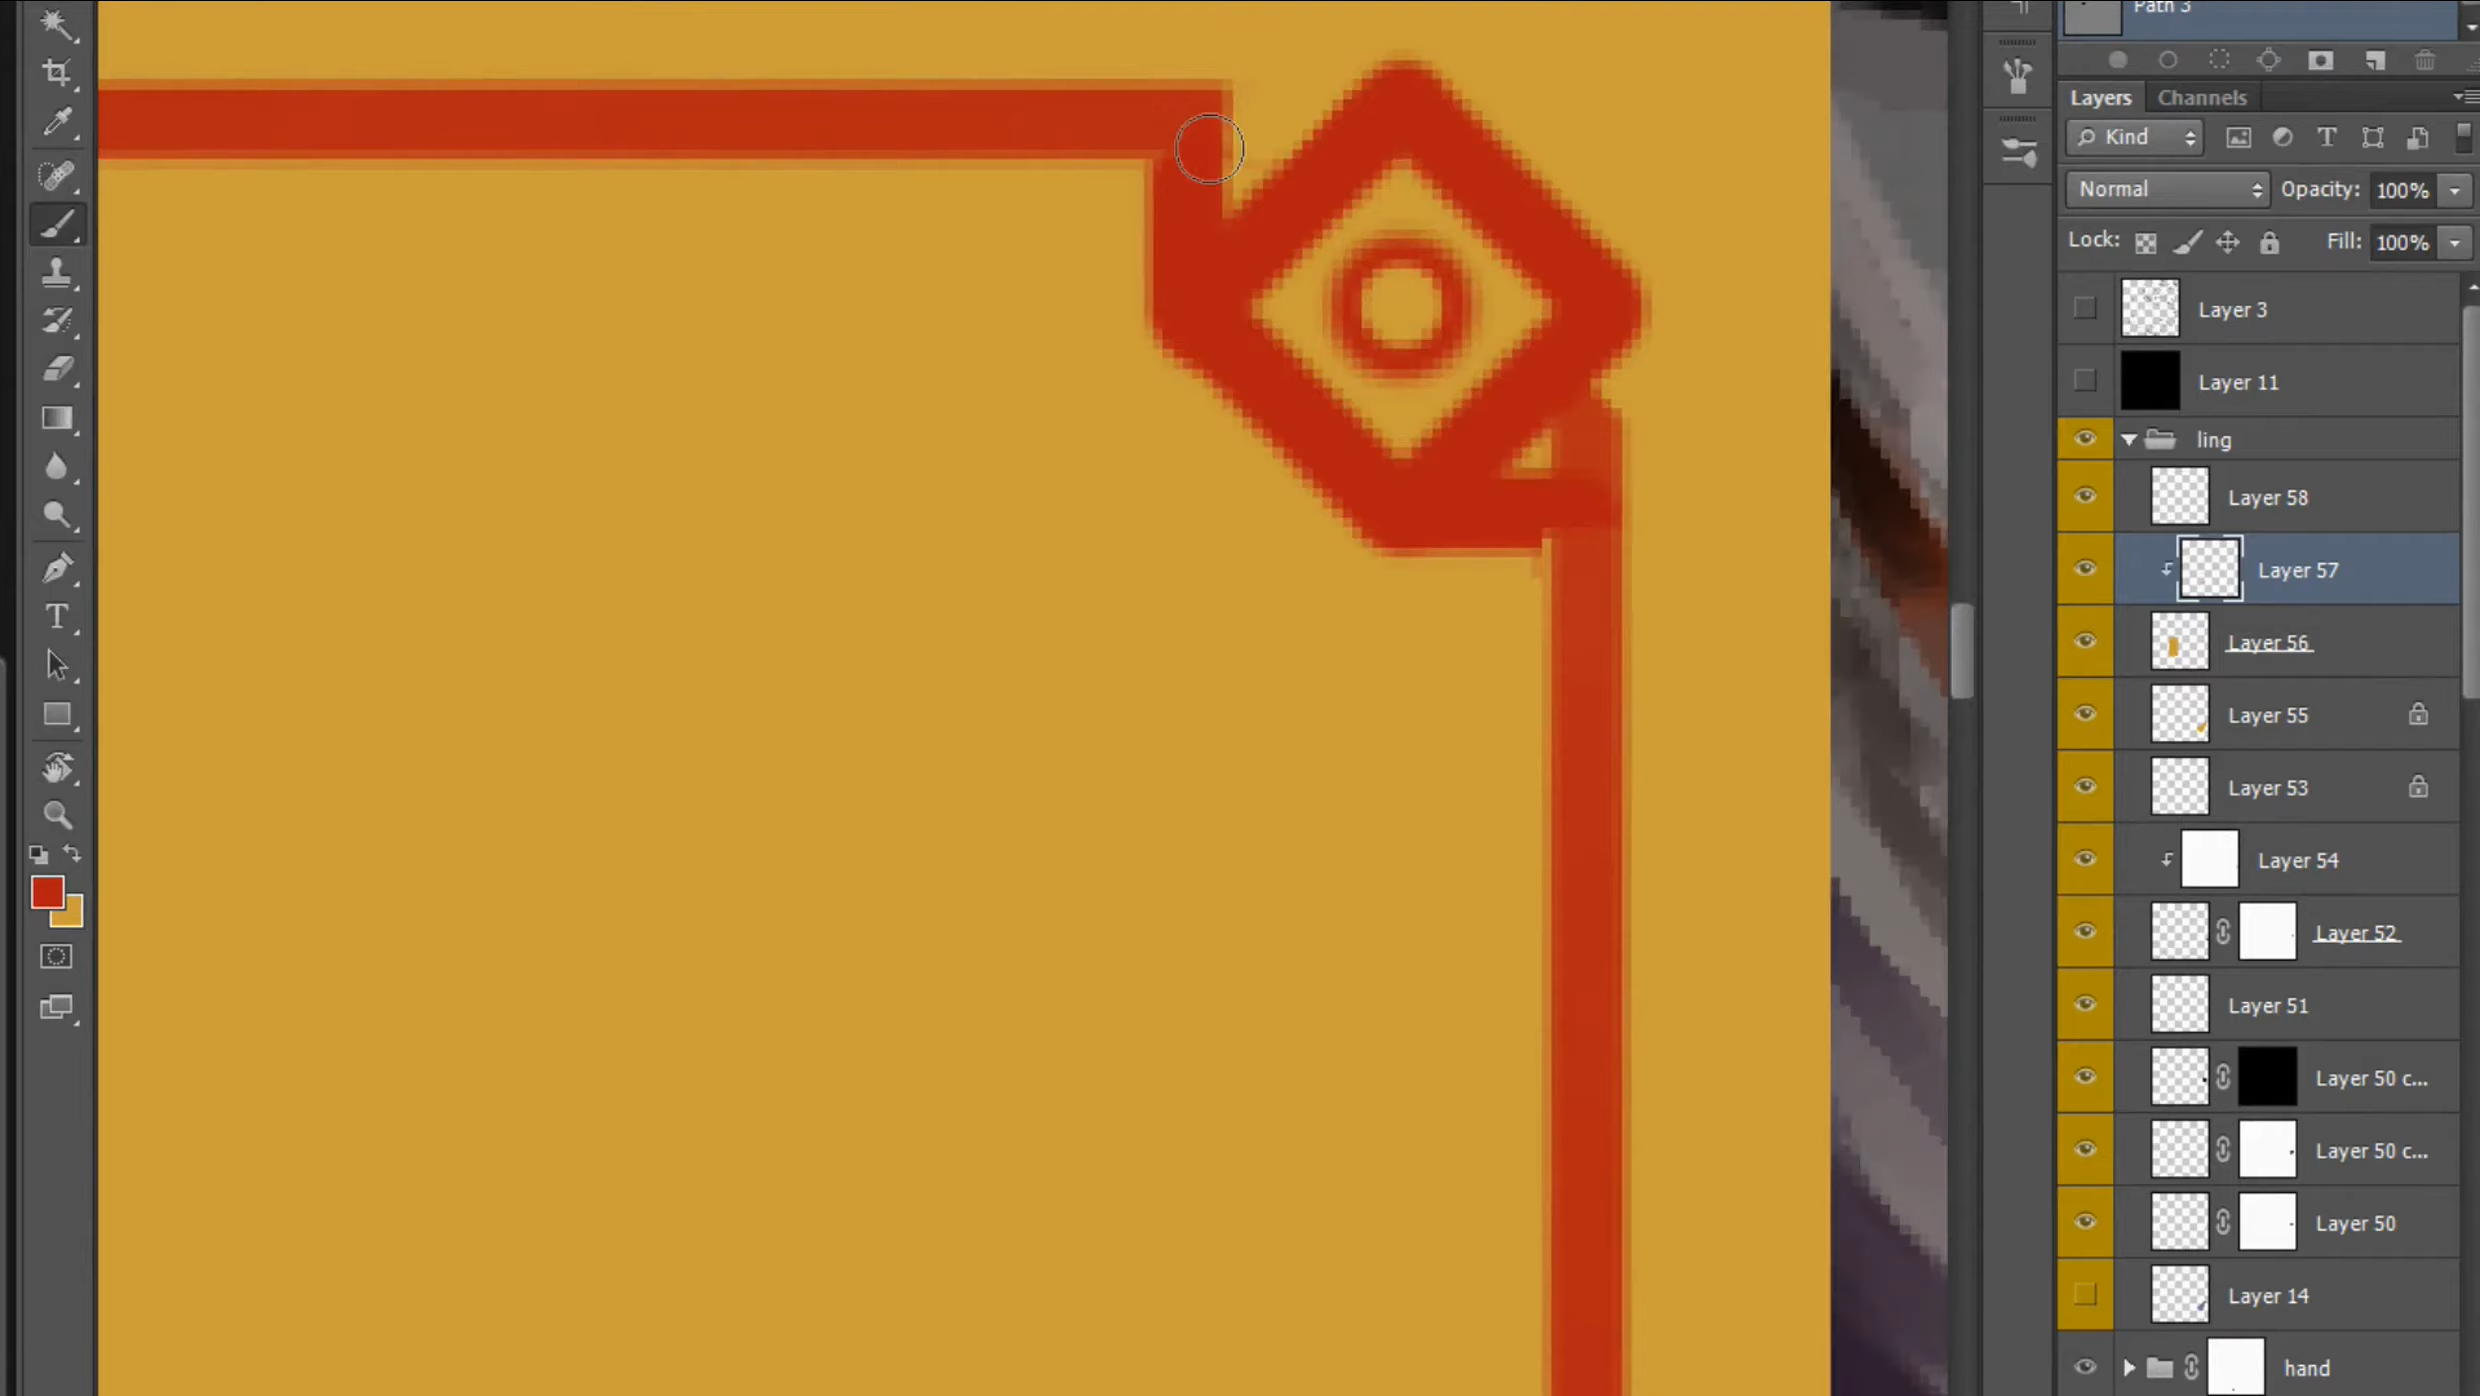 Path 3
Layers Channels
Kind T
Normal Opacity: 100%
Lock: Fill: 100%
Layer 3
Layer 11
ling
Layer 58
Layer 57
Layer 56
Layer 55
Layer 53
Layer 54
Layer 52
Layer 51
Layer 50 c...
Layer 50 c...
Layer 50
Layer 14
hand
T